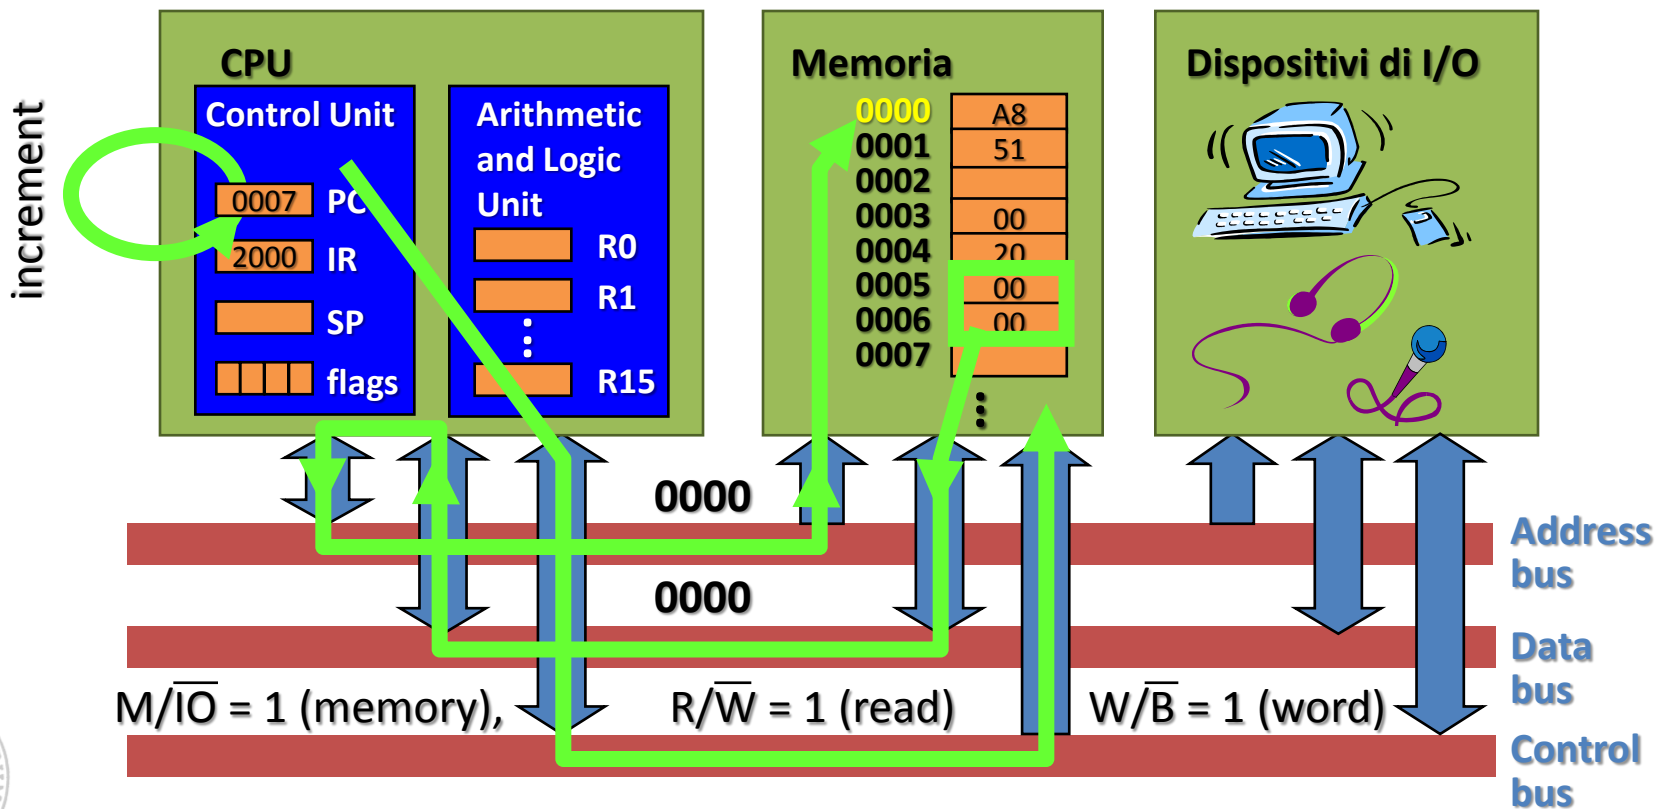 increment
CPU
Control Unit
0007 PC
2000 IR
SP
flags
Arithmetic
and Logic
Unit
R0
R1
⋮
R15
Memoria
0000 A8
0001 51
0002
0003 00
0004 20
0005 00
0006 00
0007
⋮
Dispositivi di I/O
0000
Address
bus
0000
Data
bus
M/I̅O̅ = 1 (memory), R/W̅ = 1 (read) W/B̅ = 1 (word)
Control
bus